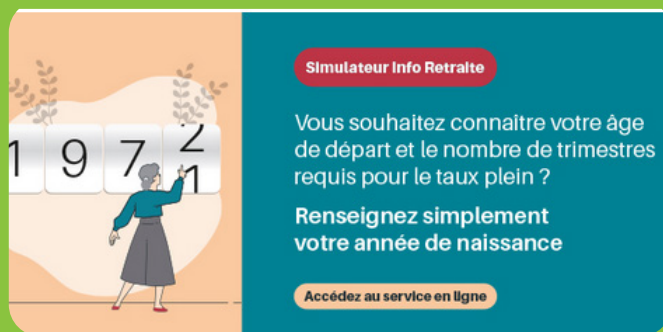 1 9 7 2
1
Simulateur Info Retraite
Vous souhaitez connaître votre âge
de départ et le nombre de trimestres
requis pour le taux plein ?
Renseignez simplement
votre année de naissance
Accédez au service en ligne